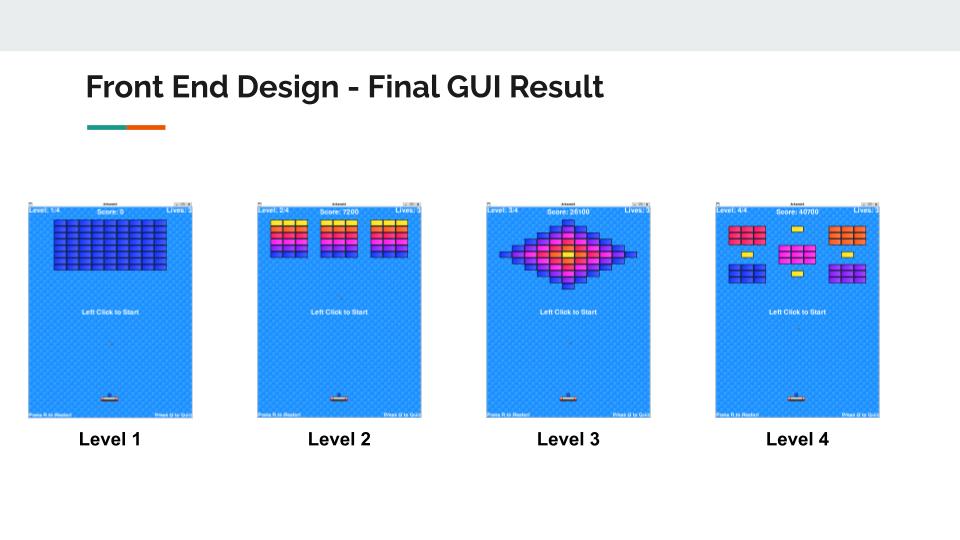 Front End Design - Final GUI Result
Arkanoid
Level: 1/4 Score: 0 Lives: 3
Left Click to Start
Press R to Restart Press Q to Quit
Level 1
Arkanoid
Level: 2/4 Score: 7200 Lives: 3
Left Click to Start
Press R to Restart Press Q to Quit
Level 2
Arkanoid
Level: 3/4 Score: 26100 Lives: 3
Left Click to Start
Press R to Restart Press Q to Quit
Level 3
Arkanoid
Level: 4/4 Score: 40700 Lives: 3
Left Click to Start
Press R to Restart Press Q to Quit
Level 4